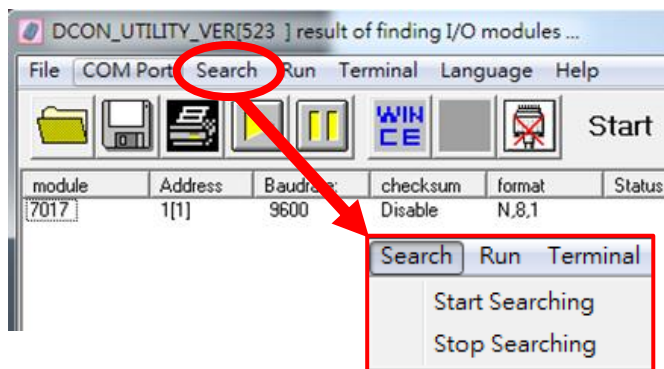 DCON_UTILITY_VER[523 ] result of finding I/O modules ...
File COM Port Search Run Terminal Language Help
WIN CE Start
module Address Baudrate: checksum format Status
7017 1[1] 9600 Disable N,8,1
Search Run Terminal
Start Searching
Stop Searching